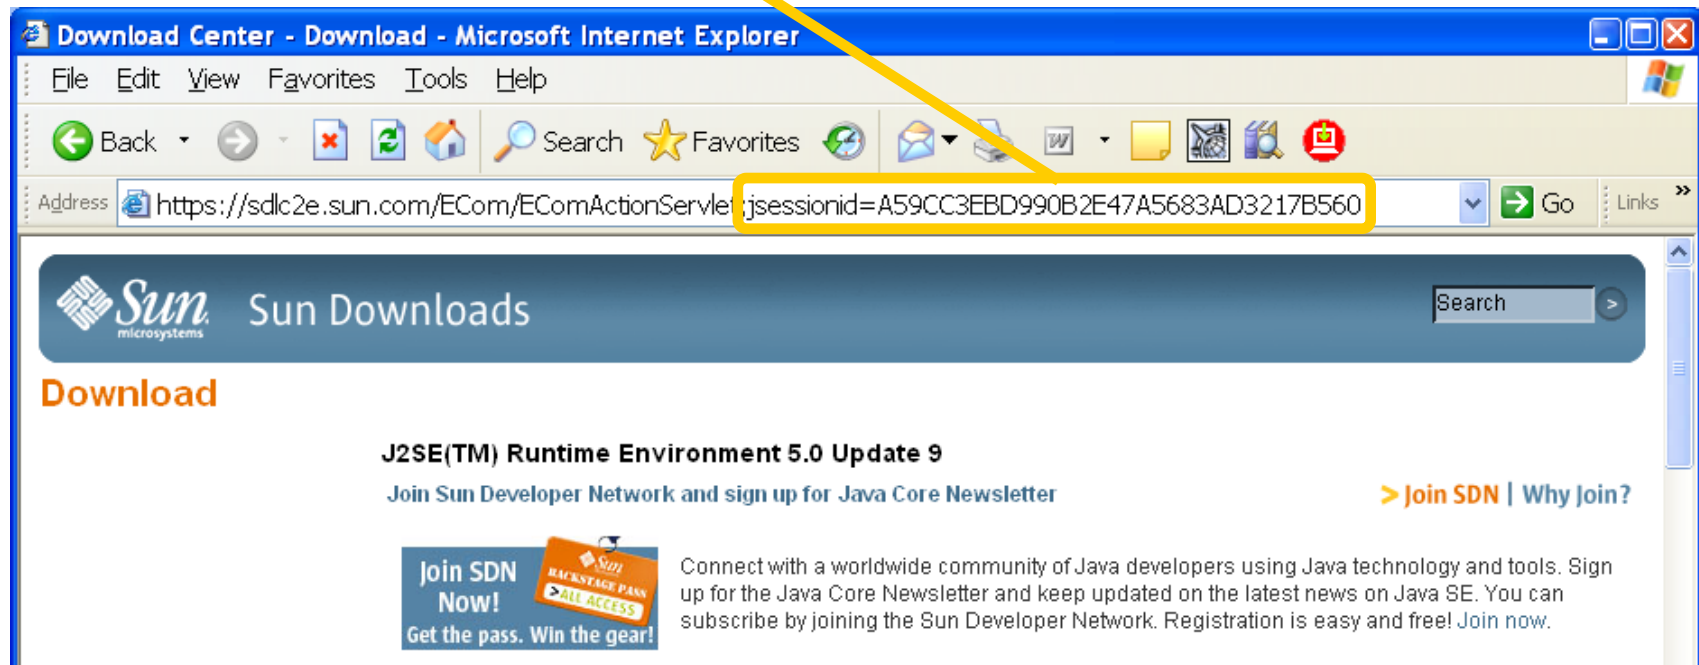 Download Center - Download - Microsoft Internet Explorer
File Edit View Favorites Tools Help
Back Search Favorites W
Address https://sdlc2e.sun.com/ECom/EComActionServlet;jsessionid=A59CC3EBD990B2E47A5683AD3217B560 Go Links »
Sun microsystems Sun Downloads Search >
Download
J2SE(TM) Runtime Environment 5.0 Update 9
Join Sun Developer Network and sign up for Java Core Newsletter > Join SDN | Why Join?
Join SDN Now! Get the pass. Win the gear!
Sun BACKSTAGE PASS >ALL ACCESS
Connect with a worldwide community of Java developers using Java technology and tools. Sign
up for the Java Core Newsletter and keep updated on the latest news on Java SE. You can
subscribe by joining the Sun Developer Network. Registration is easy and free! Join now.